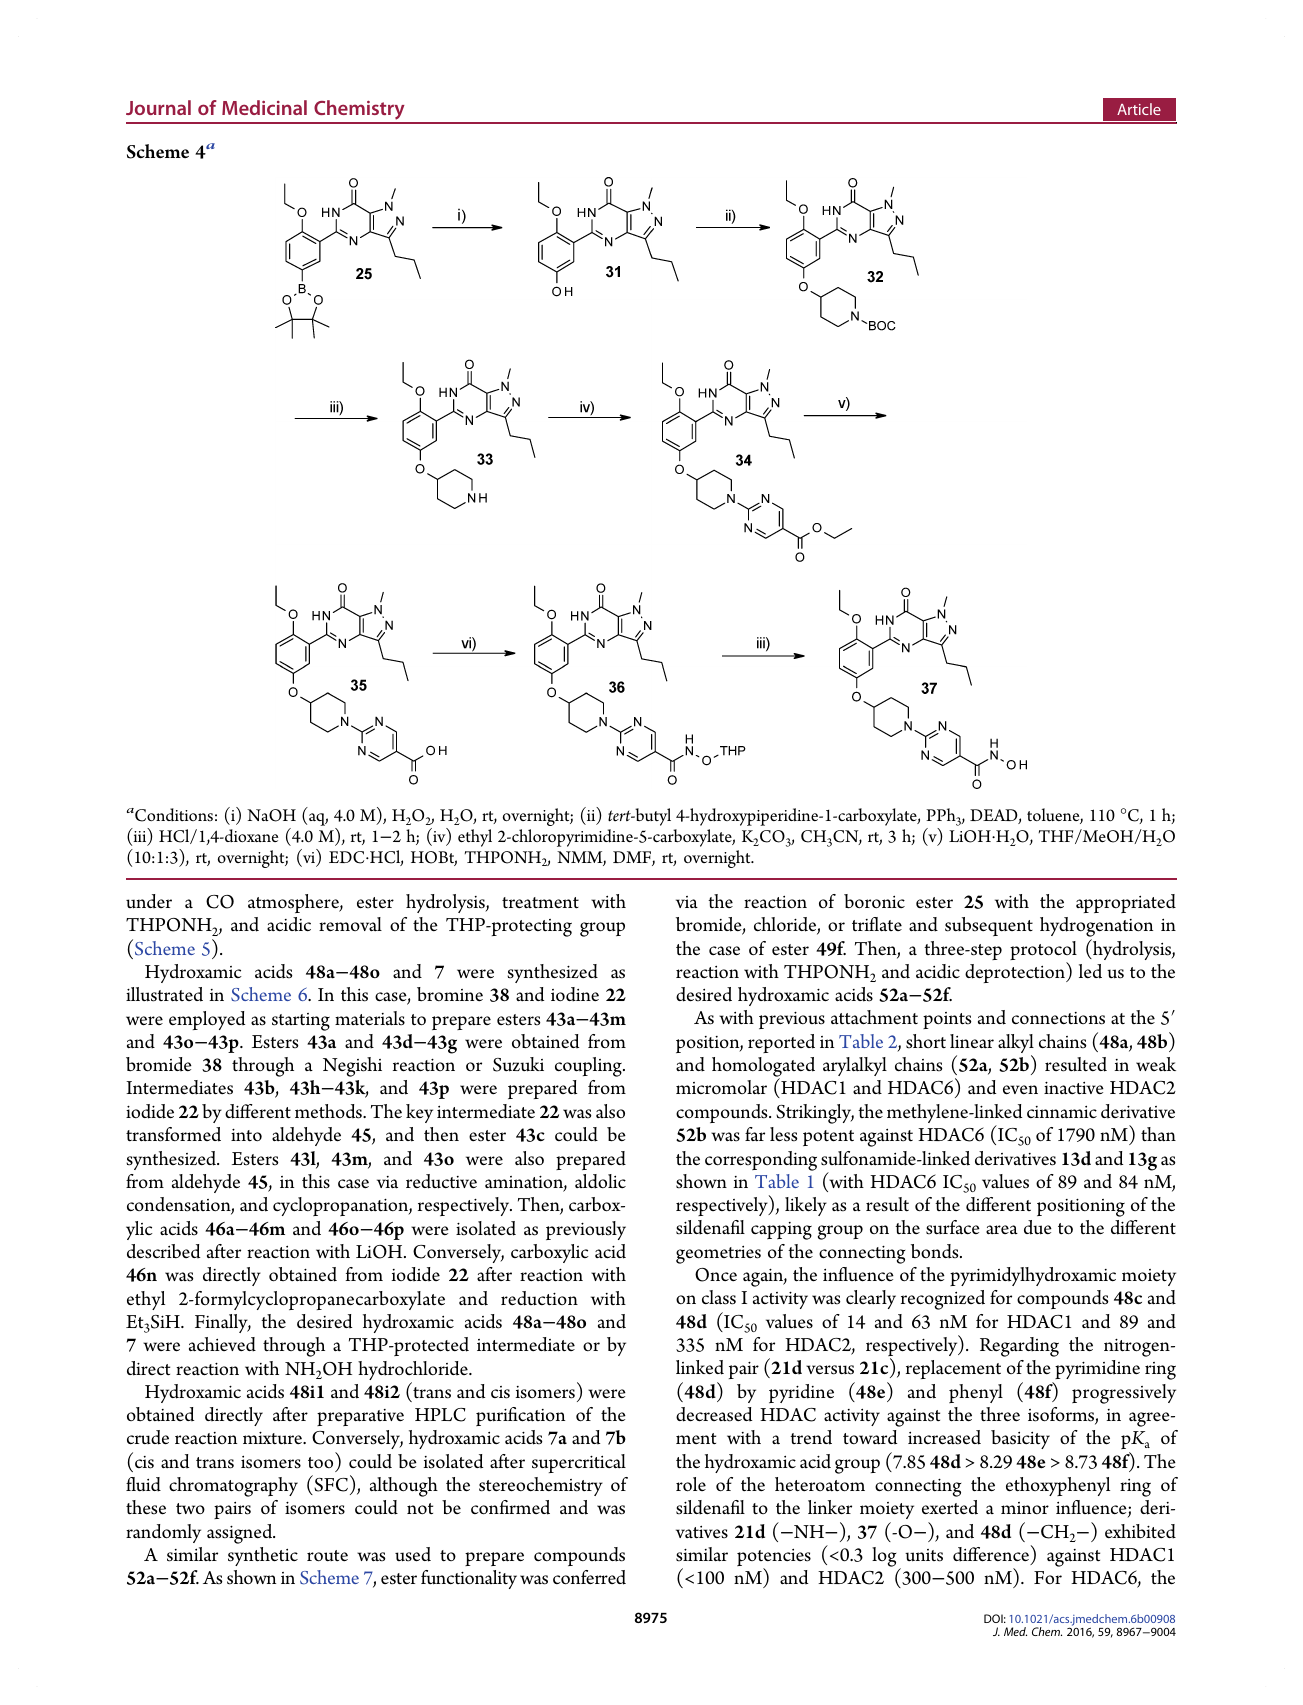 Journal of Medicinal Chemistry
Article
Scheme 4a
O
O
HN
N
N
N
25
B
O
O
i)
O
O
HN
N
N
N
31
OH
ii)
O
O
HN
N
N
N
32
O
N
BOC
iii)
O
O
HN
N
N
N
33
O
NH
iv)
O
O
HN
N
N
N
34
O
N
N
N
O
O
v)
O
O
HN
N
N
N
35
O
N
N
N
OH
O
vi)
O
O
HN
N
N
N
36
O
N
N
N
H
N
O
THP
O
iii)
O
O
HN
N
N
N
37
O
N
N
N
H
N
OH
O
aConditions: (i) NaOH (aq, 4.0 M), H2O2, H2O, rt, overnight; (ii) tert-butyl 4-hydroxypiperidine-1-carboxylate, PPh3, DEAD, toluene, 110 °C, 1 h;
(iii) HCl/1,4-dioxane (4.0 M), rt, 1−2 h; (iv) ethyl 2-chloropyrimidine-5-carboxylate, K2CO3, CH3CN, rt, 3 h; (v) LiOH·H2O, THF/MeOH/H2O
(10:1:3), rt, overnight; (vi) EDC·HCl, HOBt, THPONH2, NMM, DMF, rt, overnight.
under a CO atmosphere, ester hydrolysis, treatment with
THPONH2, and acidic removal of the THP-protecting group
(Scheme 5).
Hydroxamic acids 48a−48o and 7 were synthesized as
illustrated in Scheme 6. In this case, bromine 38 and iodine 22
were employed as starting materials to prepare esters 43a−43m
and 43o−43p. Esters 43a and 43d−43g were obtained from
bromide 38 through a Negishi reaction or Suzuki coupling.
Intermediates 43b, 43h−43k, and 43p were prepared from
iodide 22 by different methods. The key intermediate 22 was also
transformed into aldehyde 45, and then ester 43c could be
synthesized. Esters 43l, 43m, and 43o were also prepared
from aldehyde 45, in this case via reductive amination, aldolic
condensation, and cyclopropanation, respectively. Then, carbox-
ylic acids 46a−46m and 46o−46p were isolated as previously
described after reaction with LiOH. Conversely, carboxylic acid
46n was directly obtained from iodide 22 after reaction with
ethyl 2-formylcyclopropanecarboxylate and reduction with
Et3SiH. Finally, the desired hydroxamic acids 48a−48o and
7 were achieved through a THP-protected intermediate or by
direct reaction with NH2OH hydrochloride.
Hydroxamic acids 48i1 and 48i2 (trans and cis isomers) were
obtained directly after preparative HPLC purification of the
crude reaction mixture. Conversely, hydroxamic acids 7a and 7b
(cis and trans isomers too) could be isolated after supercritical
fluid chromatography (SFC), although the stereochemistry of
these two pairs of isomers could not be confirmed and was
randomly assigned.
A similar synthetic route was used to prepare compounds
52a−52f. As shown in Scheme 7, ester functionality was conferred
via the reaction of boronic ester 25 with the appropriated
bromide, chloride, or triflate and subsequent hydrogenation in
the case of ester 49f. Then, a three-step protocol (hydrolysis,
reaction with THPONH2 and acidic deprotection) led us to the
desired hydroxamic acids 52a−52f.
As with previous attachment points and connections at the 5′
position, reported in Table 2, short linear alkyl chains (48a, 48b)
and homologated arylalkyl chains (52a, 52b) resulted in weak
micromolar (HDAC1 and HDAC6) and even inactive HDAC2
compounds. Strikingly, the methylene-linked cinnamic derivative
52b was far less potent against HDAC6 (IC50 of 1790 nM) than
the corresponding sulfonamide-linked derivatives 13d and 13g as
shown in Table 1 (with HDAC6 IC50 values of 89 and 84 nM,
respectively), likely as a result of the different positioning of the
sildenafil capping group on the surface area due to the different
geometries of the connecting bonds.
Once again, the influence of the pyrimidylhydroxamic moiety
on class I activity was clearly recognized for compounds 48c and
48d (IC50 values of 14 and 63 nM for HDAC1 and 89 and
335 nM for HDAC2, respectively). Regarding the nitrogen-
linked pair (21d versus 21c), replacement of the pyrimidine ring
(48d) by pyridine (48e) and phenyl (48f) progressively
decreased HDAC activity against the three isoforms, in agree-
ment with a trend toward increased basicity of the pKa of
the hydroxamic acid group (7.85 48d > 8.29 48e > 8.73 48f). The
role of the heteroatom connecting the ethoxyphenyl ring of
sildenafil to the linker moiety exerted a minor influence; deri-
vatives 21d (−NH−), 37 (-O−), and 48d (−CH2−) exhibited
similar potencies (<0.3 log units difference) against HDAC1
(<100 nM) and HDAC2 (300−500 nM). For HDAC6, the
8975
DOI: 10.1021/acs.jmedchem.6b00908
J. Med. Chem. 2016, 59, 8967−9004